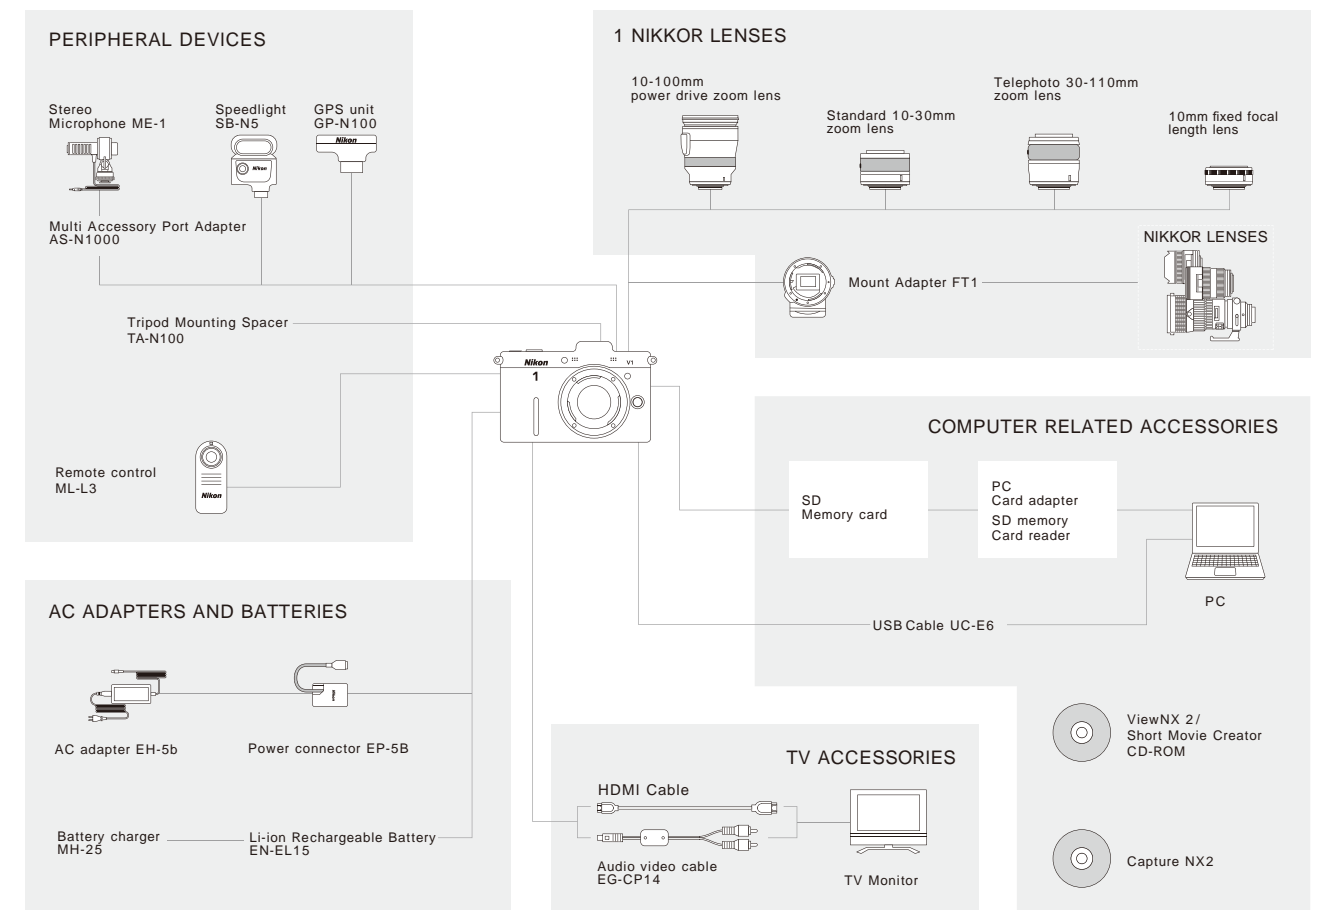 PERIPHERAL DEVICES
Stereo
Microphone ME-1
Speedlight
SB-N5
GPS unit
GP-N100
Nikon
Nikon
Multi Accessory Port Adapter
AS-N1000
Tripod Mounting Spacer
TA-N100
Remote control
ML-L3
Nikon
1 NIKKOR LENSES
10-100mm
power drive zoom lens
Standard 10-30mm
zoom lens
Telephoto 30-110mm
zoom lens
10mm fixed focal
length lens
NIKKOR LENSES
Mount Adapter FT1
Nikon
V1
1
COMPUTER RELATED ACCESSORIES
SD
Memory card
PC
Card adapter
SD memory
Card reader
PC
USB Cable UC-E6
ViewNX 2/
Short Movie Creator
CD-ROM
Capture NX2
AC ADAPTERS AND BATTERIES
AC adapter EH-5b
Power connector EP-5B
Nikon
Battery charger
MH-25
Li-ion Rechargeable Battery
EN-EL15
TV ACCESSORIES
HDMI Cable
Audio video cable
EG-CP14
TV Monitor